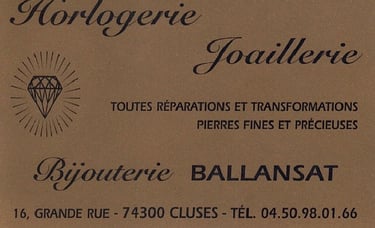 Horlogerie
Joaillerie
TOUTES RÉPARATIONS ET TRANSFORMATIONS
PIERRES FINES ET PRÉCIEUSES
Bijouterie BALLANSAT
16, GRANDE RUE - 74300 CLUSES - TÉL. 04.50.98.01.66